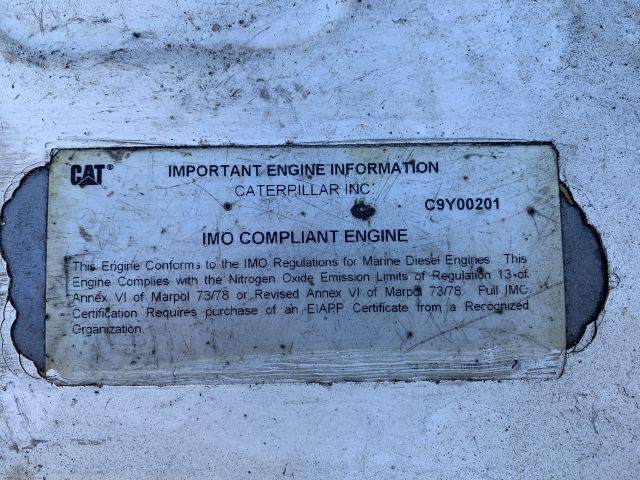 CAT®
IMPORTANT ENGINE INFORMATION
CATERPILLAR INC.
C9Y00201
IMO COMPLIANT ENGINE
This Engine Conforms to the IMO Regulations for Marine Diesel Engines. This
Engine Complies with the Nitrogen Oxide Emission Limits of Regulation 13 of
Annex VI of Marpol 73/78 or Revised Annex VI of Marpol 73/78. Full IMO
Certification Requires purchase of an EIAPP Certificate from a Recognized
Organization.